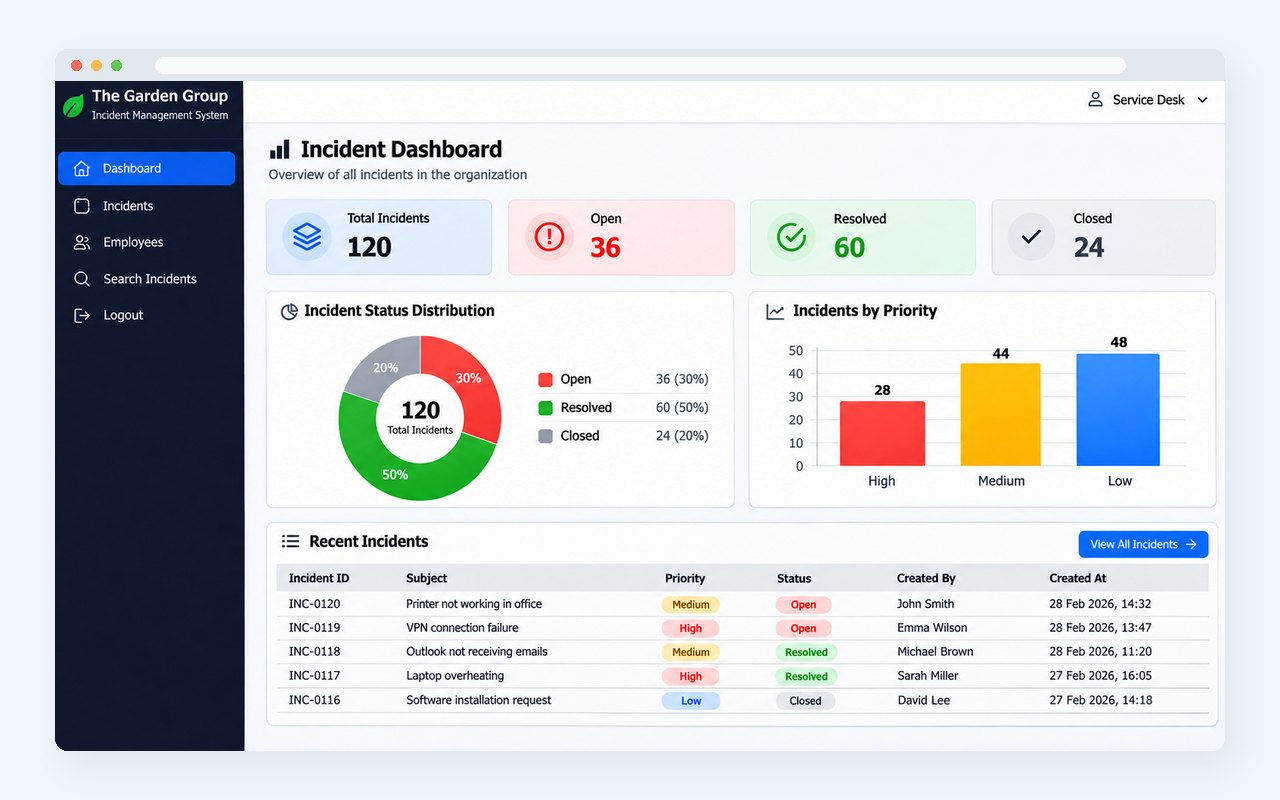 The Garden Group
Incident Management System
Service Desk
Dashboard
Incidents
Employees
Search Incidents
Logout
Incident Dashboard
Overview of all incidents in the organization
Total Incidents
120
Open
36
Resolved
60
Closed
24
Incident Status Distribution
20%
30%
50%
120
Total Incidents
Open 36 (30%)
Resolved 60 (50%)
Closed 24 (20%)
Incidents by Priority
50
40
30
20
10
0
28
44
48
High Medium Low
Recent Incidents
View All Incidents →
Incident ID Subject Priority Status Created By Created At
INC-0120 Printer not working in office Medium Open John Smith 28 Feb 2026, 14:32
INC-0119 VPN connection failure High Open Emma Wilson 28 Feb 2026, 13:47
INC-0118 Outlook not receiving emails Medium Resolved Michael Brown 28 Feb 2026, 11:20
INC-0117 Laptop overheating High Resolved Sarah Miller 27 Feb 2026, 16:05
INC-0116 Software installation request Low Closed David Lee 27 Feb 2026, 14:18